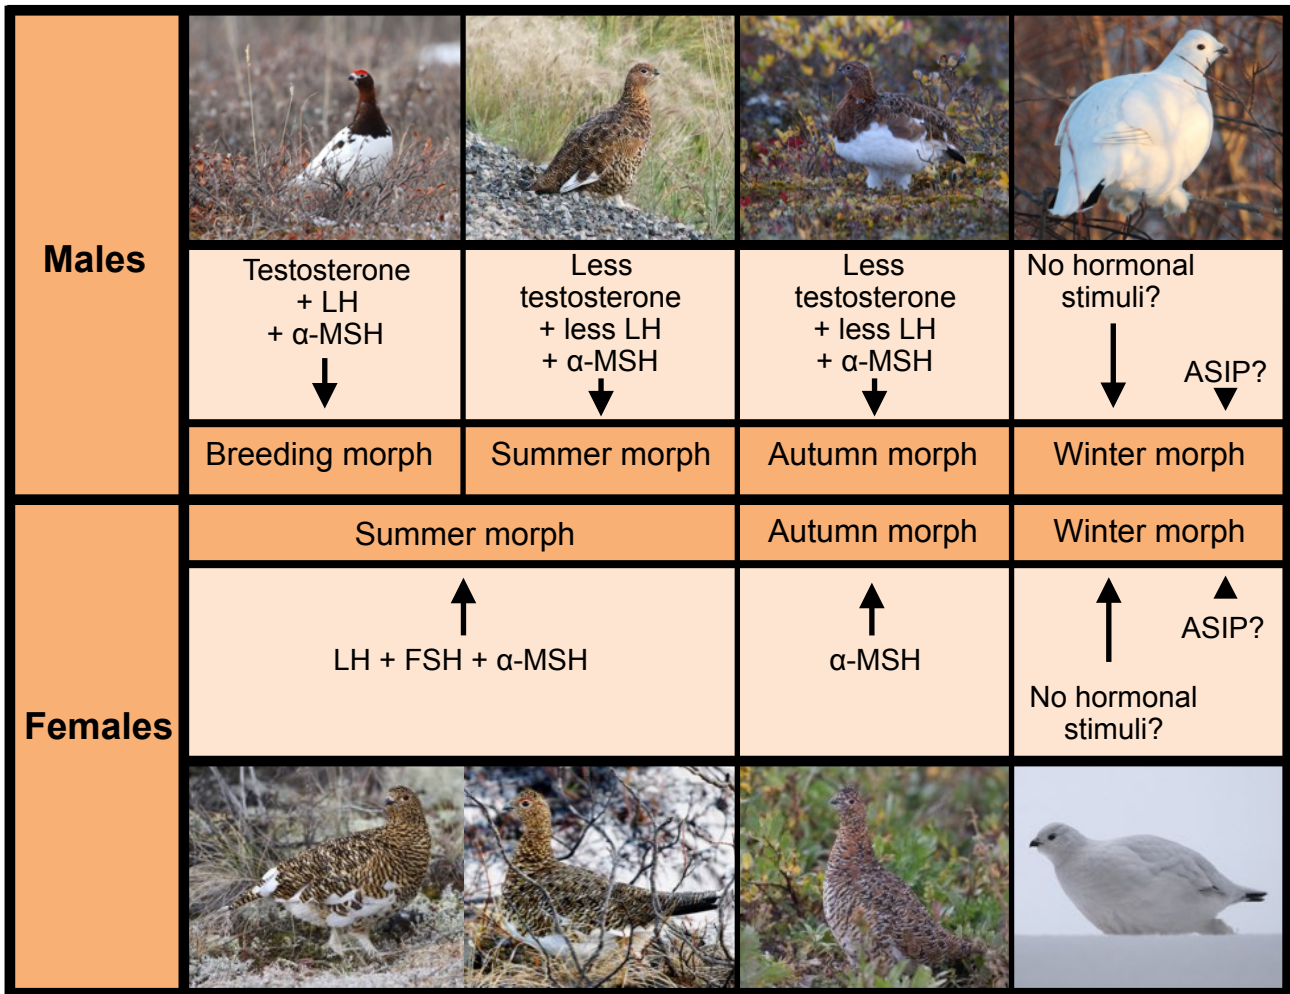 Males
Testosterone
+ LH
+ α-MSH
Less
testosterone
+ less LH
+ α-MSH
Less
testosterone
+ less LH
+ α-MSH
No hormonal
stimuli?
ASIP?
Breeding morph
Summer morph
Autumn morph
Winter morph
Females
Summer morph
Autumn morph
Winter morph
LH + FSH + α-MSH
α-MSH
ASIP?
No hormonal
stimuli?